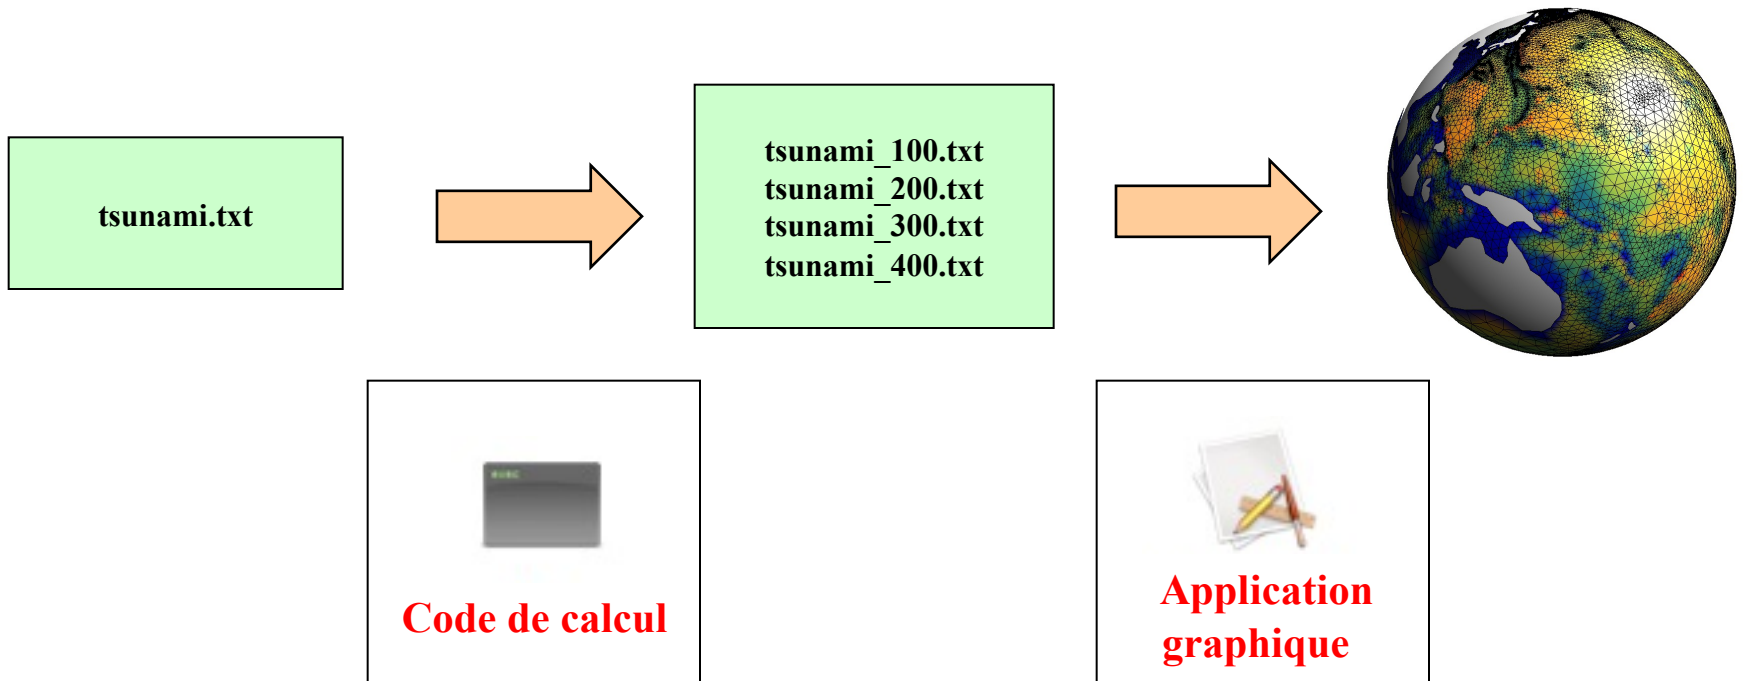 tsunami.txt
tsunami_100.txt
tsunami_200.txt
tsunami_300.txt
tsunami_400.txt
Code de calcul
Application
graphique